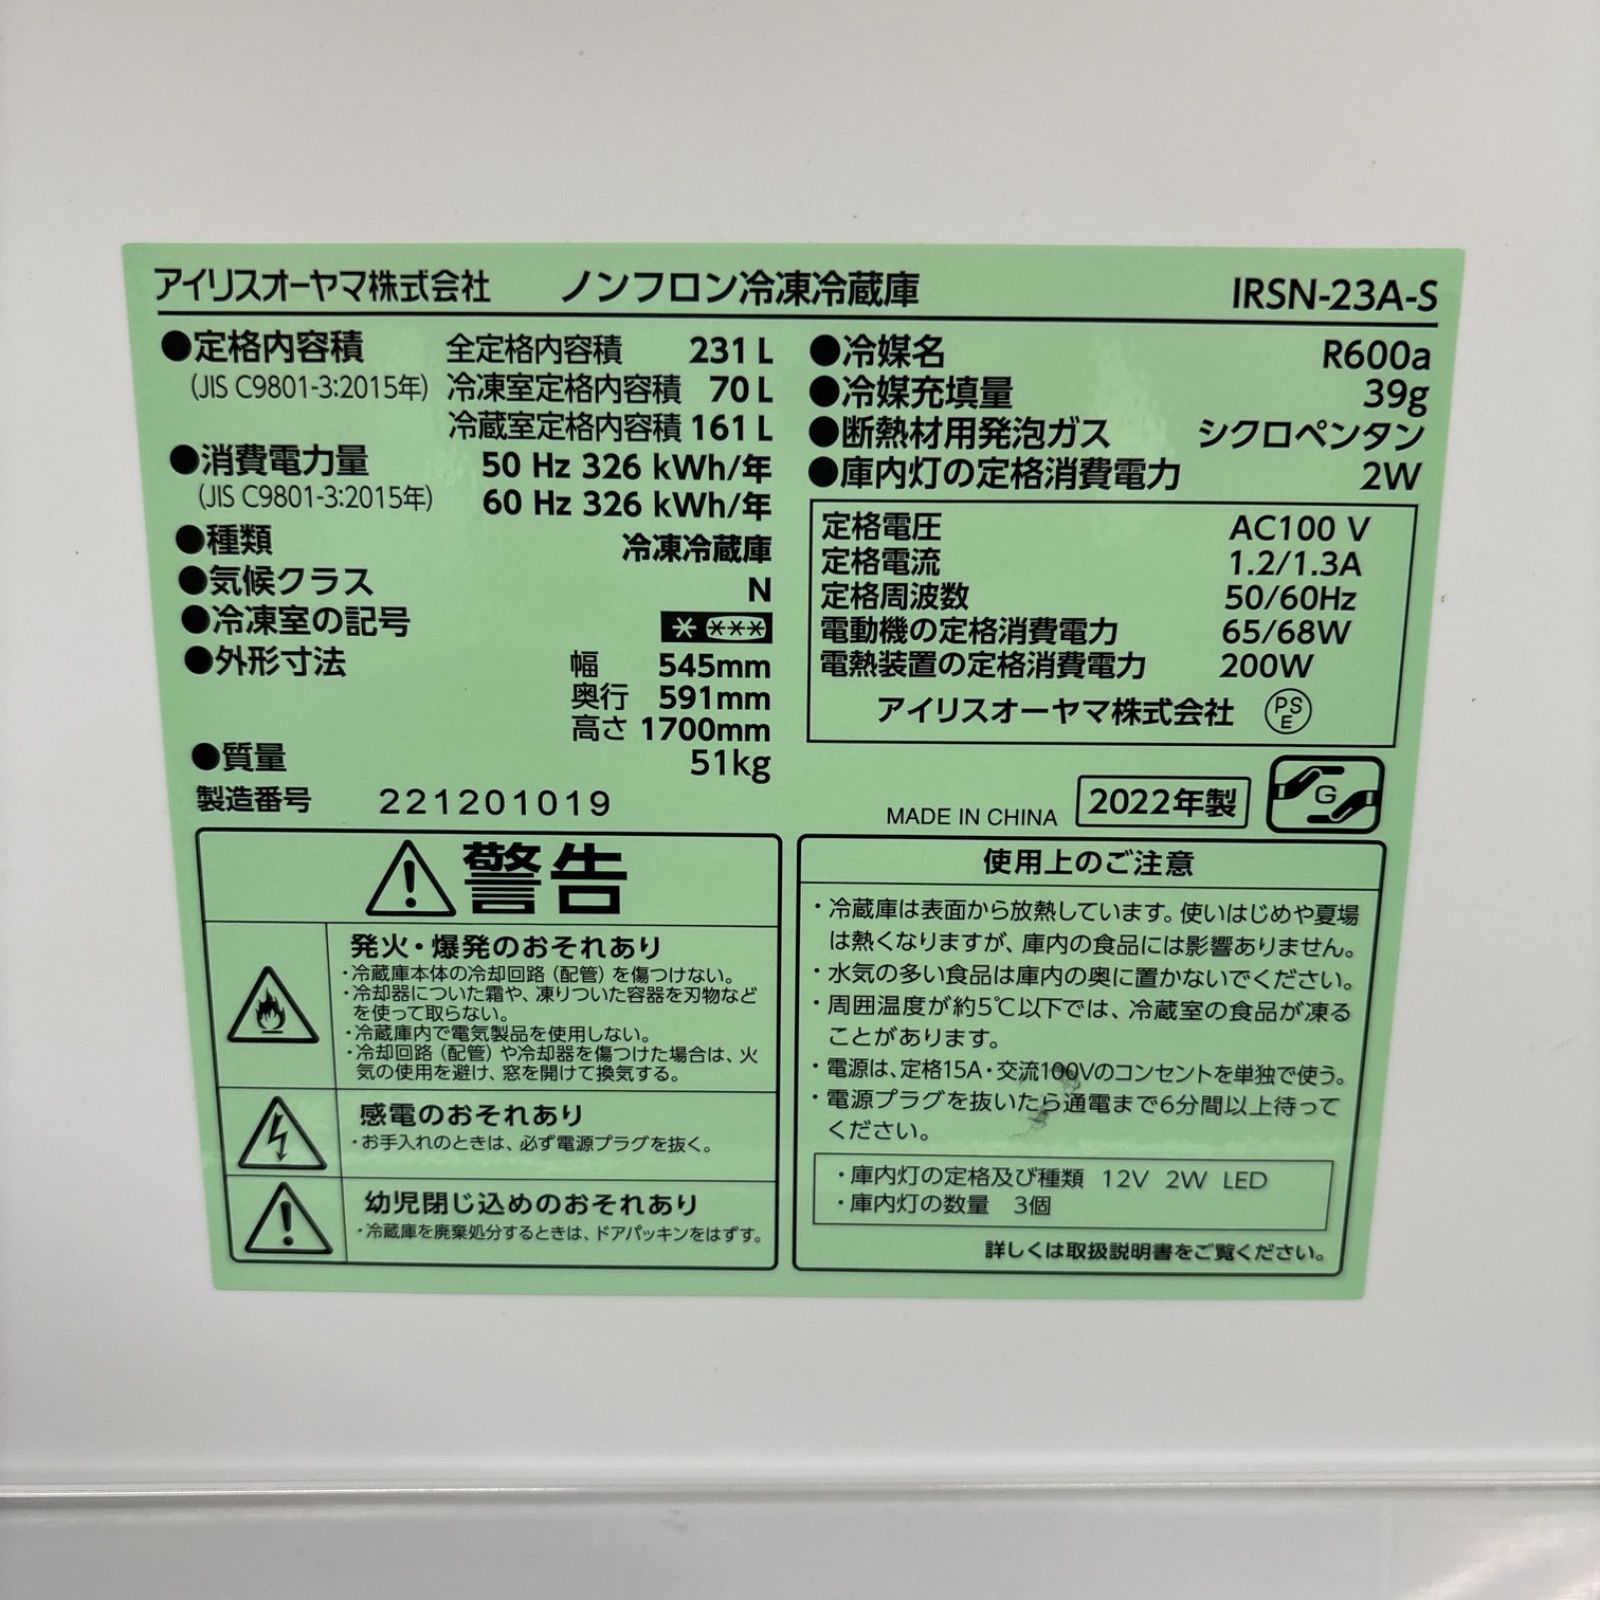 アイリスオーヤマ株式会社 ノンフロン冷凍冷蔵庫 IRSN-23A-S
●定格内容積 全定格内容積 231 L
(JIS C9801-3:2015年) 冷凍室定格内容積 70 L
冷蔵室定格内容積 161 L
●消費電力量 50 Hz 326 kWh/年
(JIS C9801-3:2015年) 60 Hz 326 kWh/年
●種類 冷凍冷蔵庫
●気候クラス N
●冷凍室の記号 * ***
●外形寸法 幅 545mm
奥行 591mm
高さ 1700mm
●質量 51kg
製造番号 221201019
●冷媒名 R600a
●冷媒充填量 39g
●断熱材用発泡ガス シクロペンタン
●庫内灯の定格消費電力 2W
定格電圧 AC100 V
定格電流 1.2/1.3A
定格周波数 50/60Hz
電動機の定格消費電力 65/68W
電熱装置の定格消費電力 200W
アイリスオーヤマ株式会社 PS E
MADE IN CHINA 2022年製 G
警告
発火・爆発のおそれあり
・冷蔵庫本体の冷却回路（配管）を傷つけない。
・冷却器についた霜や、凍りついた容器を刃物など
を使って取らない。
・冷蔵庫内で電気製品を使用しない。
・冷却回路（配管）や冷却器を傷つけた場合は、火
気の使用を避け、窓を開けて換気する。
感電のおそれあり
・お手入れのときは、必ず電源プラグを抜く。
幼児閉じ込めのおそれあり
・冷蔵庫を廃棄処分するときは、ドアパッキンをはずす。
使用上のご注意
・冷蔵庫は表面から放熱しています。使いはじめや夏場
は熱くなりますが、庫内の食品には影響ありません。
・水気の多い食品は庫内の奥に置かないでください。
・周囲温度が約5℃以下では、冷蔵室の食品が凍る
ことがあります。
・電源は、定格15A・交流100Vのコンセントを単独で使う。
・電源プラグを抜いたら通電まで6分間以上待って
ください。
・庫内灯の定格及び種類 12V 2W LED
・庫内灯の数量 3個
詳しくは取扱説明書をご覧ください。